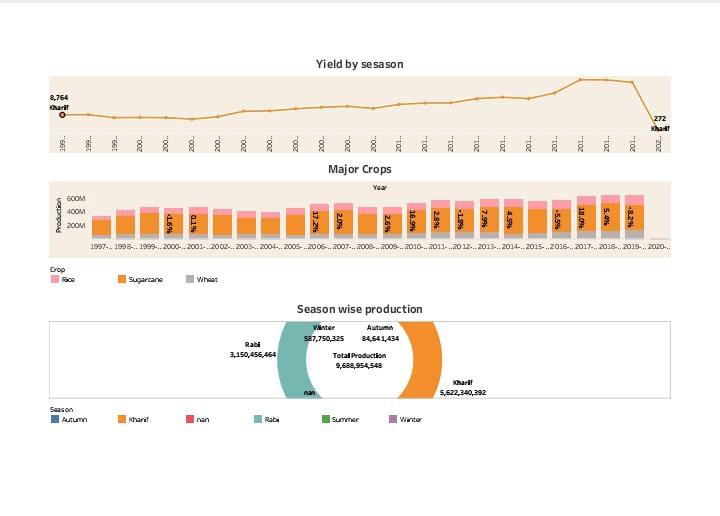 Yield by sesason
8,764
Kharif
272
Kharif
199.. 199.. 199.. 200.. 200.. 200.. 200.. 200.. 200.. 200.. 200.. 200.. 200.. 201.. 201.. 201.. 201.. 201.. 201.. 201.. 201.. 201.. 201.. 202..
Major Crops
Year
Production
600M
400M
200M
-1.6% 0.1% 17.2% 2.0% 2.6% 16.9% 2.8% -1.8% 7.9% 4.5% -5.5% 18.0% 5.4% -8.2%
1997-.. 1998-.. 1999-.. 2000-.. 2001-.. 2002-.. 2003-.. 2004-.. 2005-.. 2006-.. 2007-.. 2008-.. 2009-.. 2010-.. 2011-.. 2012-.. 2013-.. 2014-.. 2015-.. 2016-.. 2017-.. 2018-.. 2019-.. 2020-..
Crop
Rice Sugarcane Wheat
Season wise production
Winter Autumn
587,750,325 84,641,434
Rabi
3,150,456,464
Total Production
9,688,954,548
nan
Kharif
5,622,340,392
Season
Autumn Kharif nan Rabi Summer Winter